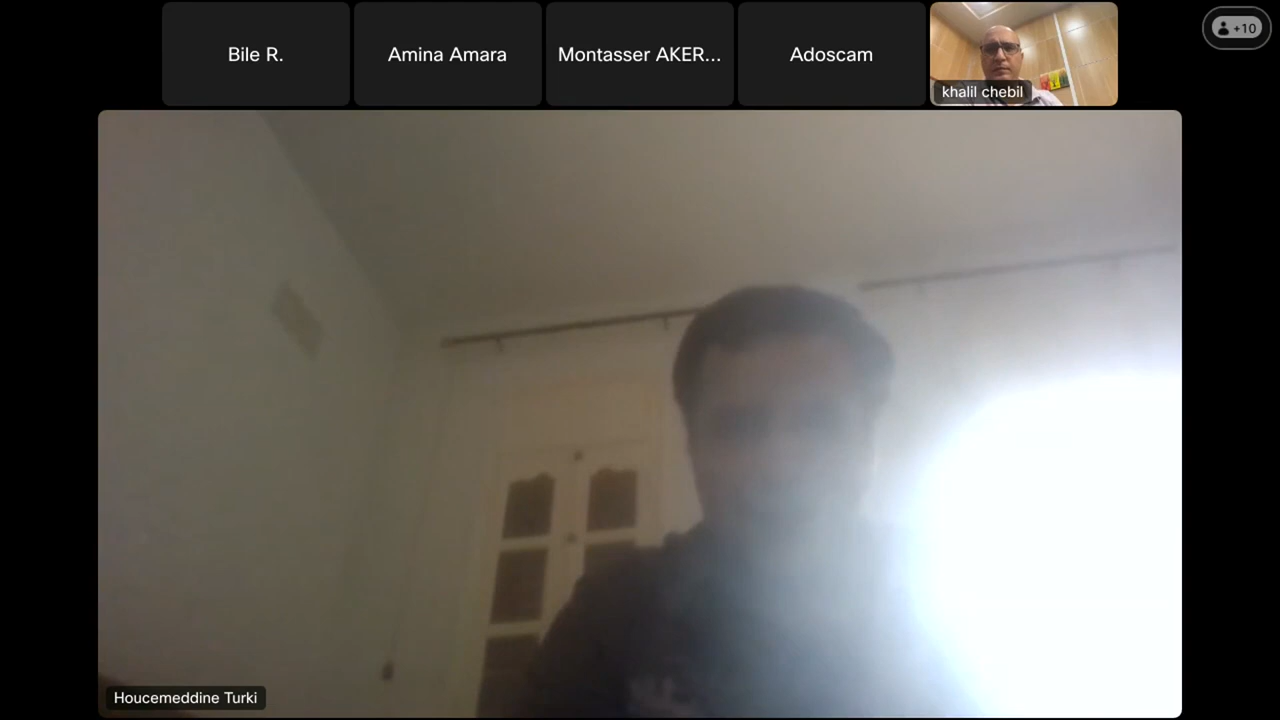 Bile R.
Amina Amara
Montasser AKER...
Adoscam
khalil chebil
+10
Houcemeddine Turki